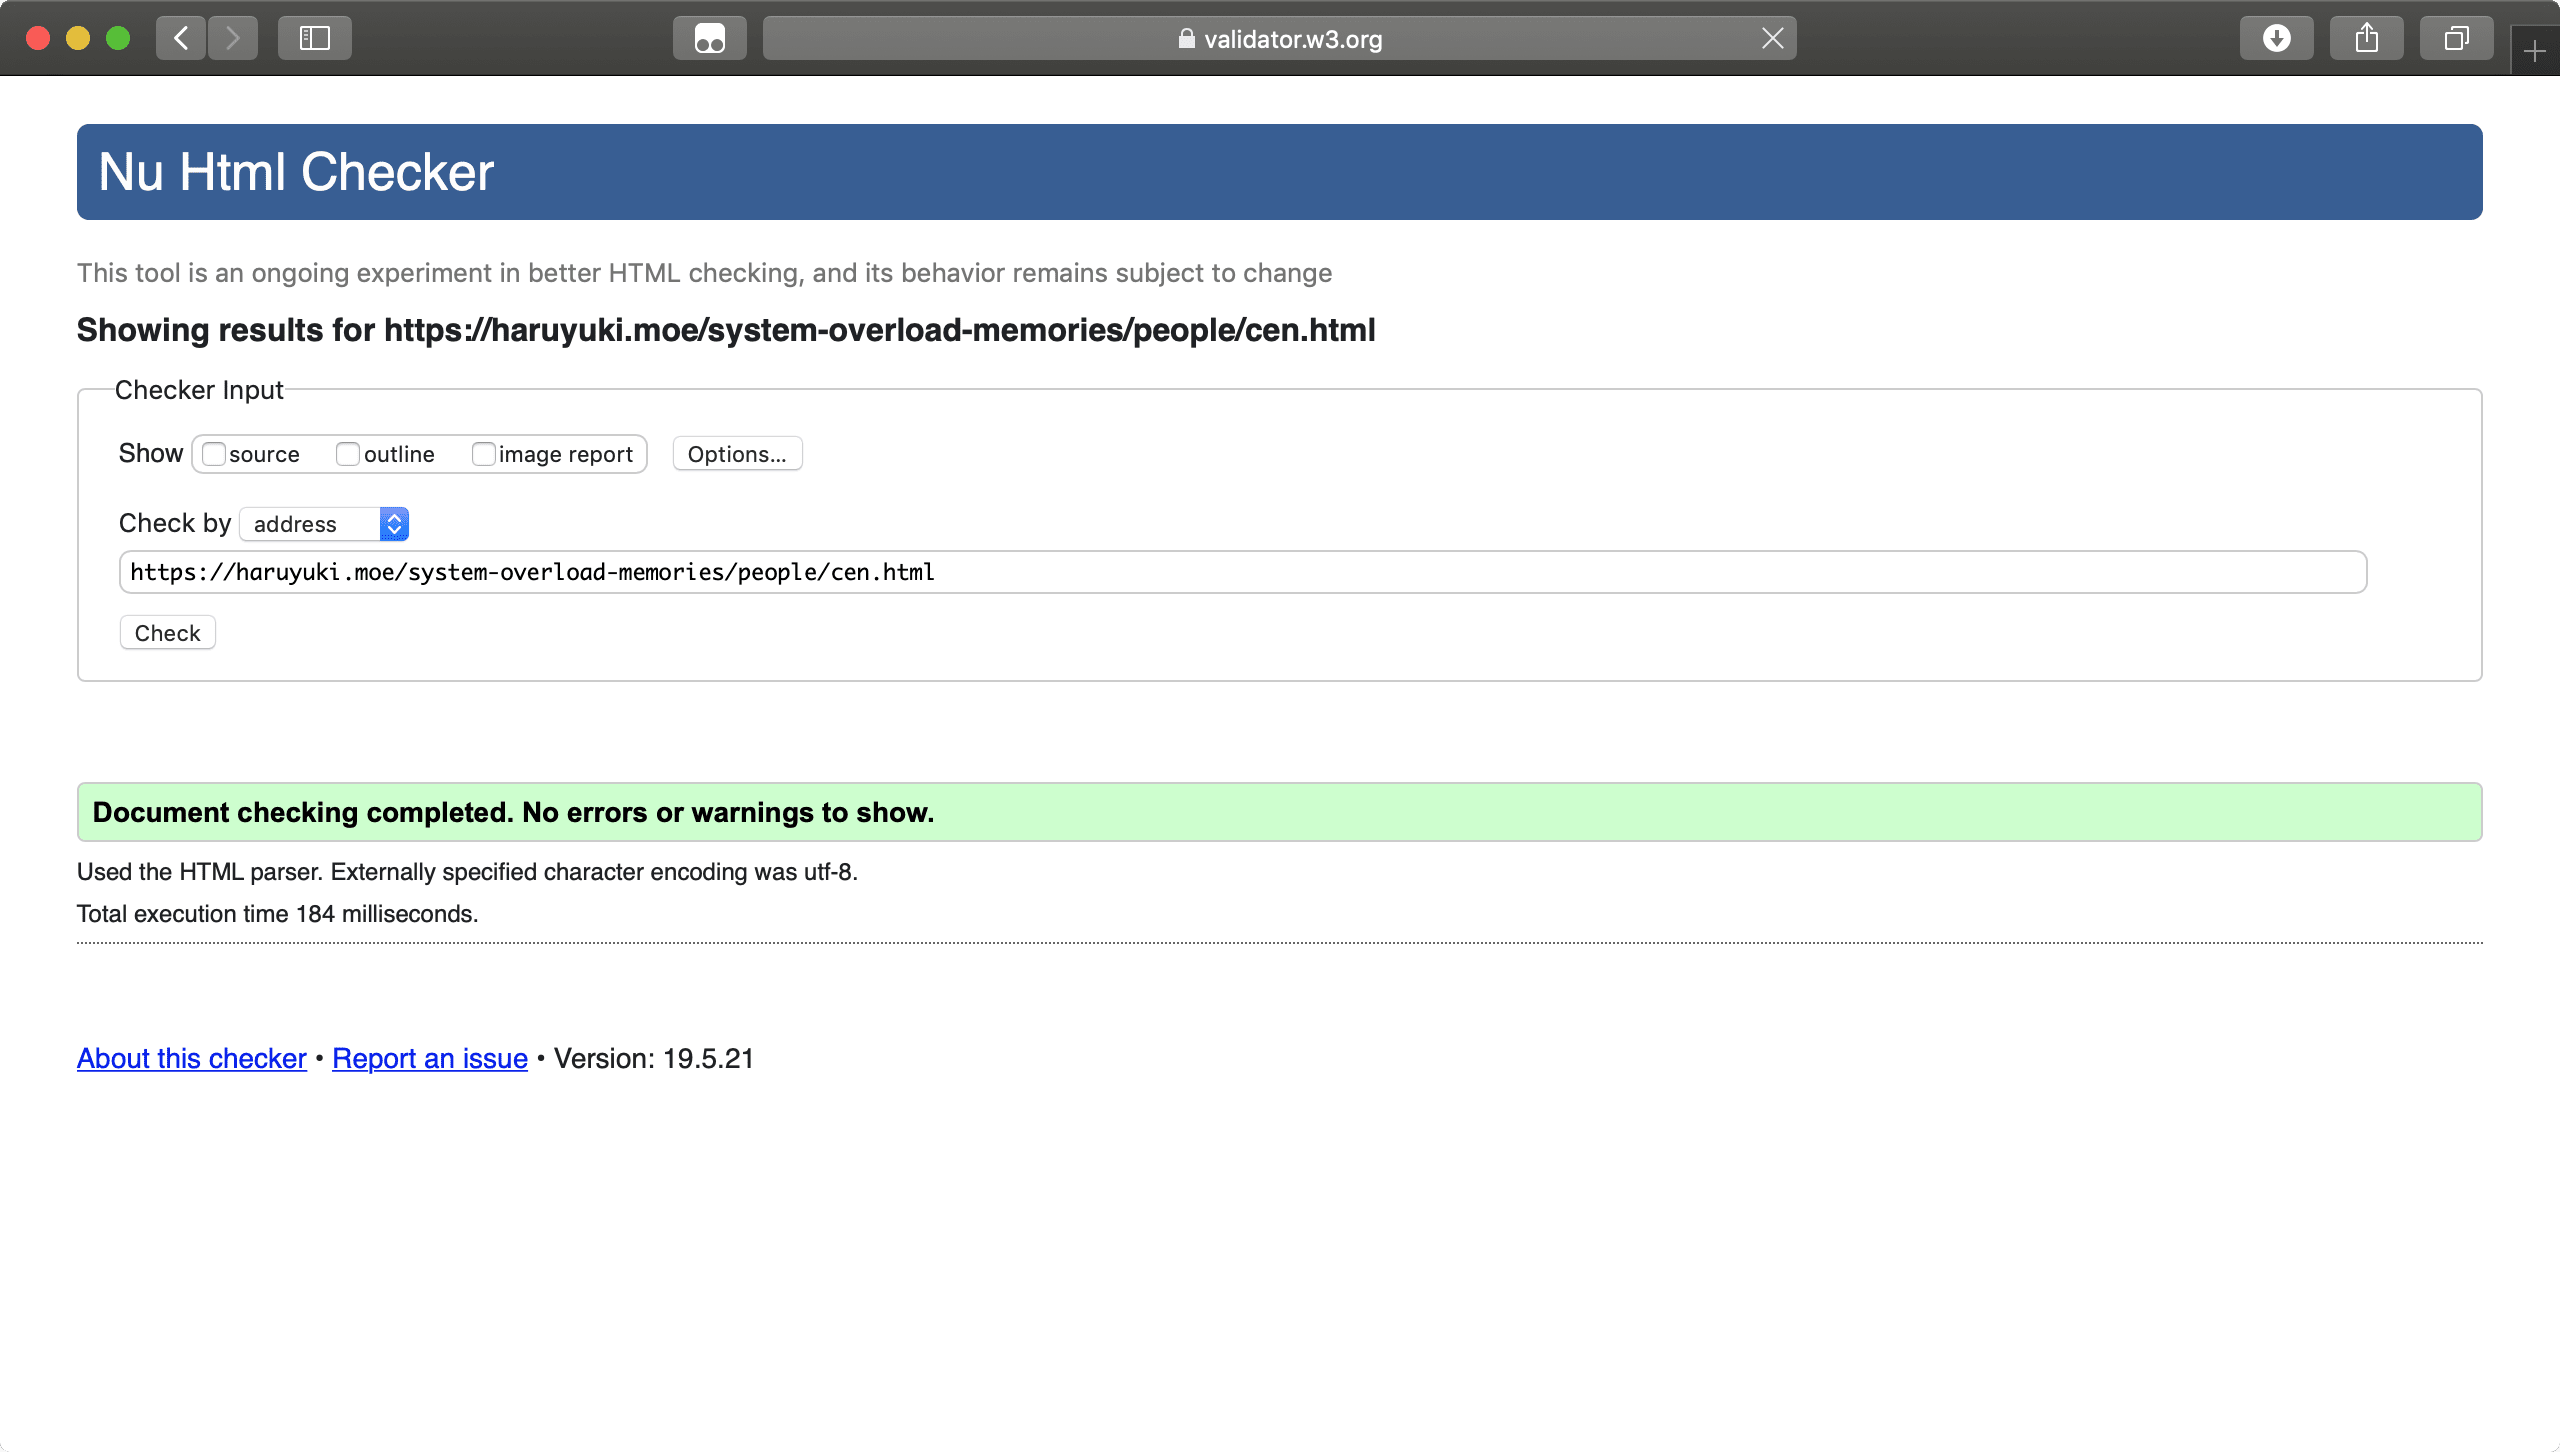 validator.w3.org
Nu Html Checker
This tool is an ongoing experiment in better HTML checking, and its behavior remains subject to change
Showing results for https://haruyuki.moe/system-overload-memories/people/cen.html
Checker Input
Show source outline image report Options...
Check by address
https://haruyuki.moe/system-overload-memories/people/cen.html
Check
Document checking completed. No errors or warnings to show.
Used the HTML parser. Externally specified character encoding was utf-8.
Total execution time 184 milliseconds.
About this checker • Report an issue • Version: 19.5.21